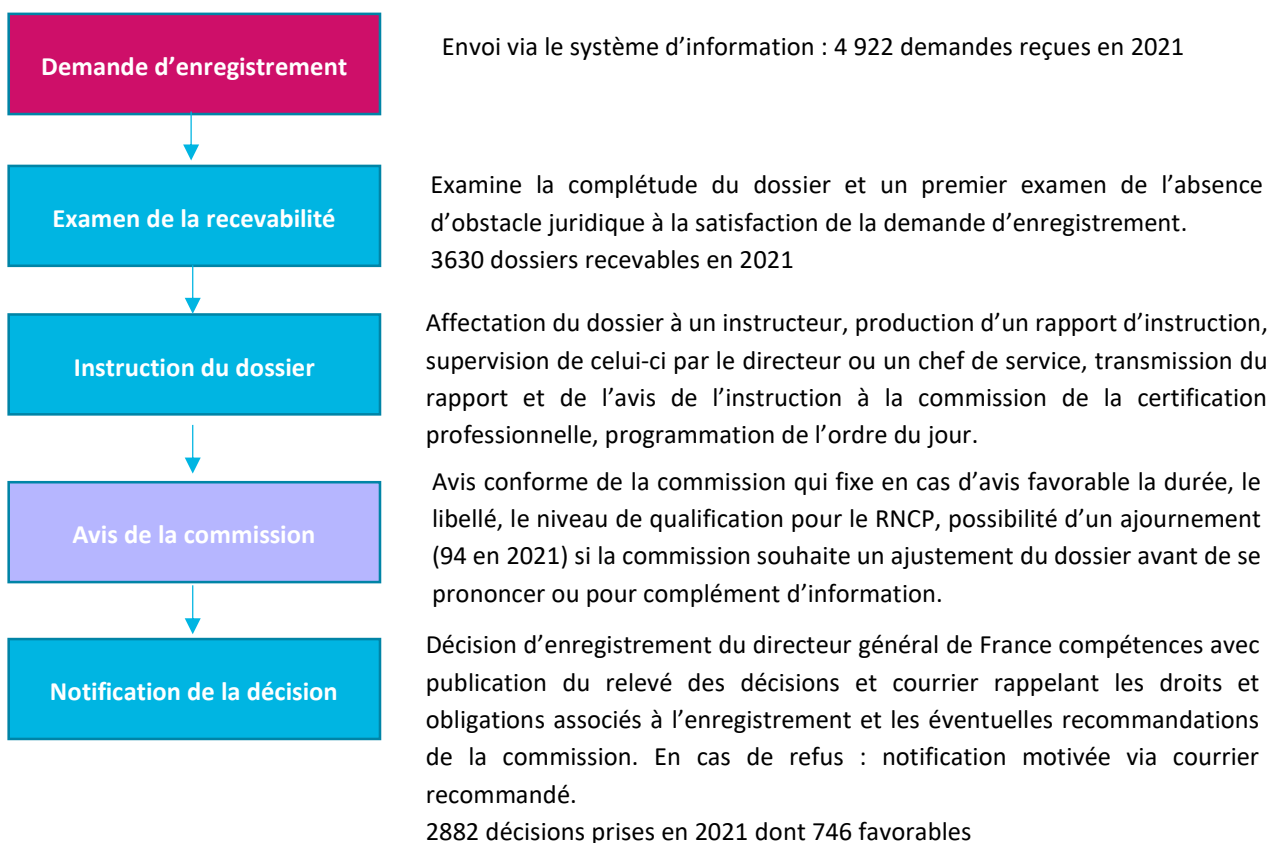 Demande d’enregistrement
Envoi via le système d’information : 4 922 demandes reçues en 2021
Examen de la recevabilité
Examine la complétude du dossier et un premier examen de l’absence
d’obstacle juridique à la satisfaction de la demande d’enregistrement.
3630 dossiers recevables en 2021
Instruction du dossier
Affectation du dossier à un instructeur, production d’un rapport d’instruction,
supervision de celui-ci par le directeur ou un chef de service, transmission du
rapport et de l’avis de l’instruction à la commission de la certification
professionnelle, programmation de l’ordre du jour.
Avis de la commission
Avis conforme de la commission qui fixe en cas d’avis favorable la durée, le
libellé, le niveau de qualification pour le RNCP, possibilité d’un ajournement
(94 en 2021) si la commission souhaite un ajustement du dossier avant de se
prononcer ou pour complément d’information.
Notification de la décision
Décision d’enregistrement du directeur général de France compétences avec
publication du relevé des décisions et courrier rappelant les droits et
obligations associés à l’enregistrement et les éventuelles recommandations
de la commission. En cas de refus : notification motivée via courrier
recommandé.
2882 décisions prises en 2021 dont 746 favorables